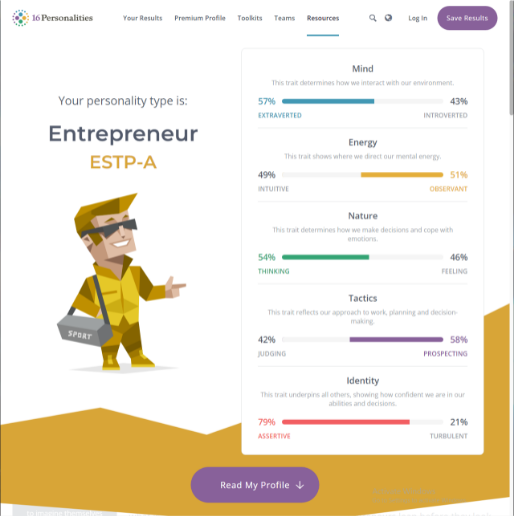 16Personalities
Your Results Premium Profile Toolkits Teams Resources Log In Save Results
Your personality type is:
Entrepreneur
ESTP-A
SPORT
Mind
This trait determines how we interact with our environment.
57% 43%
EXTRAVERTED INTROVERTED
Energy
This trait shows where we direct our mental energy.
49% 51%
INTUITIVE OBSERVANT
Nature
This trait determines how we make decisions and cope with
emotions.
54% 46%
THINKING FEELING
Tactics
This trait reflects our approach to work, planning and decision-
making.
42% 58%
JUDGING PROSPECTING
Identity
This trait underpins all others, showing how confident we are in our
abilities and decisions.
79% 21%
ASSERTIVE TURBULENT
Read My Profile